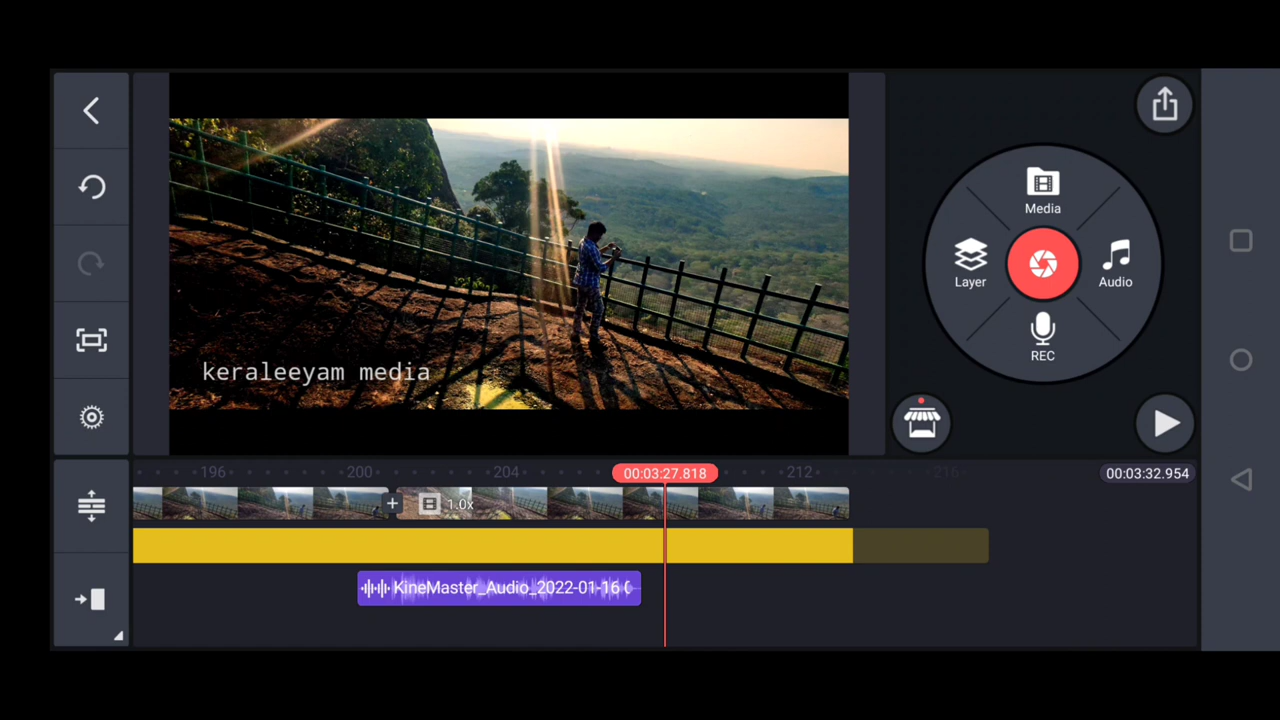 Media
Layer
Audio
REC
keraleeyam media
196
200
204
00:03:27.818
212
216
00:03:32.954
1.0x
KineMaster_Audio_2022-01-16